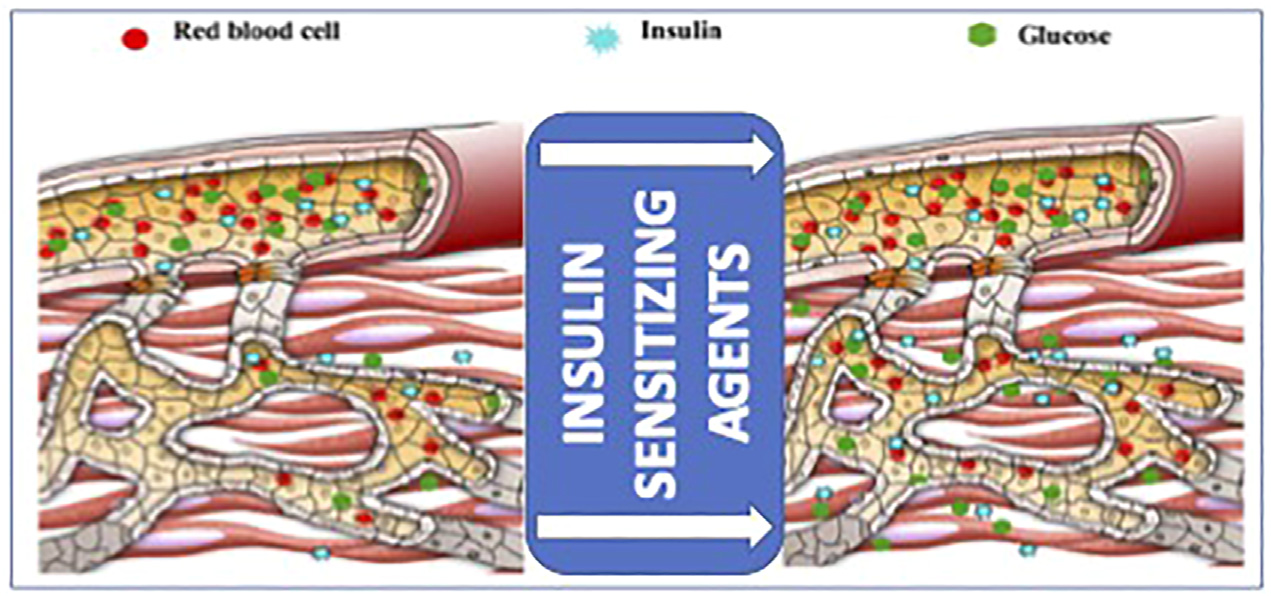 Red blood cell
Insulin
Glucose
INSULIN
SENSITIZING
AGENTS